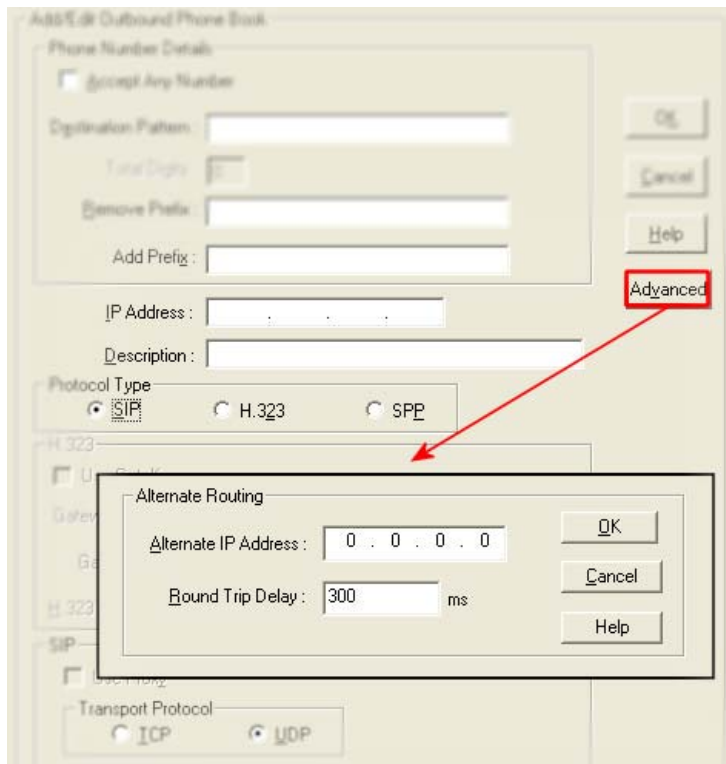 Add/Edit Outbound Phone Book
Phone Number Details
Accept Any Number
Destination Pattern :
Total Digits
Remove Prefix :
Add Prefix :
OK
Cancel
Help
Advanced
IP Address : . . .
Description :
Protocol Type
SIP
H.323
SPP
H.323
Alternate Routing
Alternate IP Address : 0 . 0 . 0 . 0
Round Trip Delay : 300 ms
OK
Cancel
Help
H.323
SIP
Use Proxy
Transport Protocol
TCP
UDP